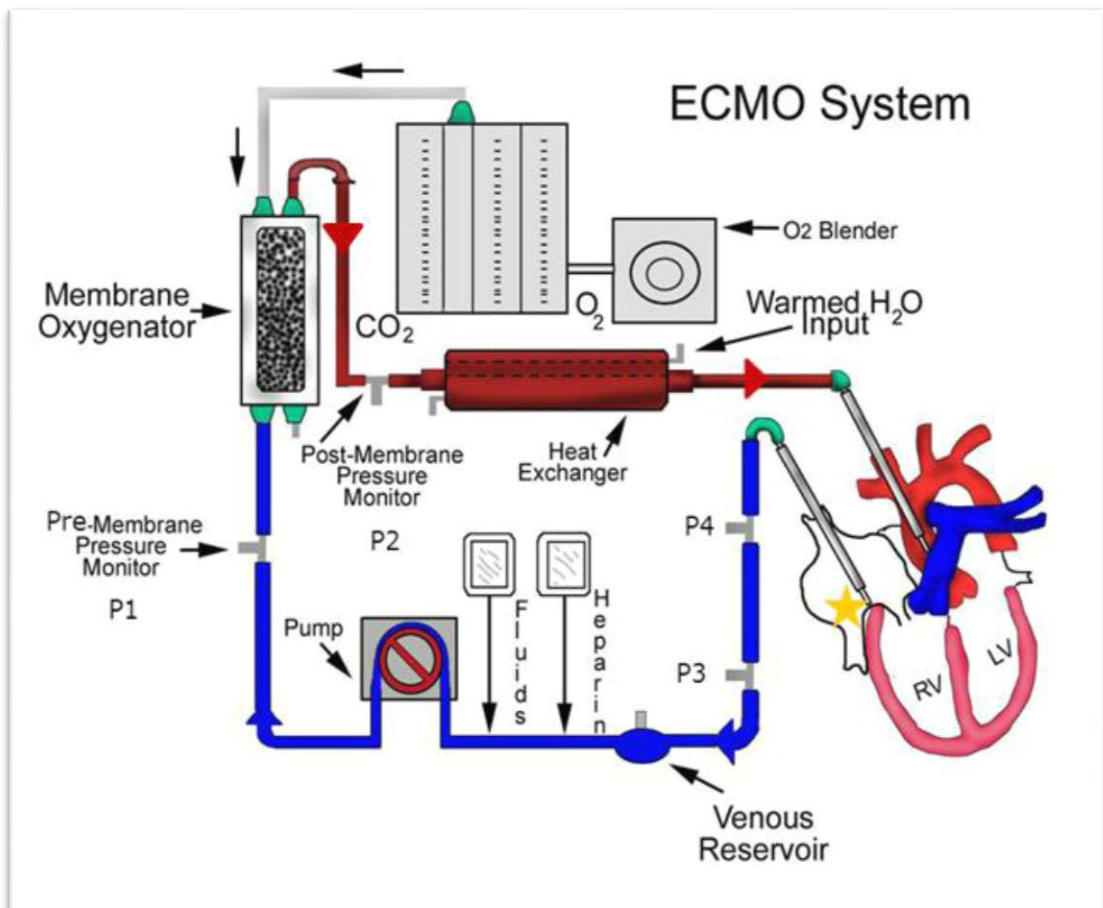 ECMO System
O2 Blender
Membrane
Oxygenator
CO2
O2
Warmed H2O
Input
Post-Membrane
Pressure
Monitor
Heat
Exchanger
Pre-Membrane
Pressure
Monitor
P1
P2
P4
Pump
Fluids
Heparin
P3
RV
LV
Venous
Reservoir